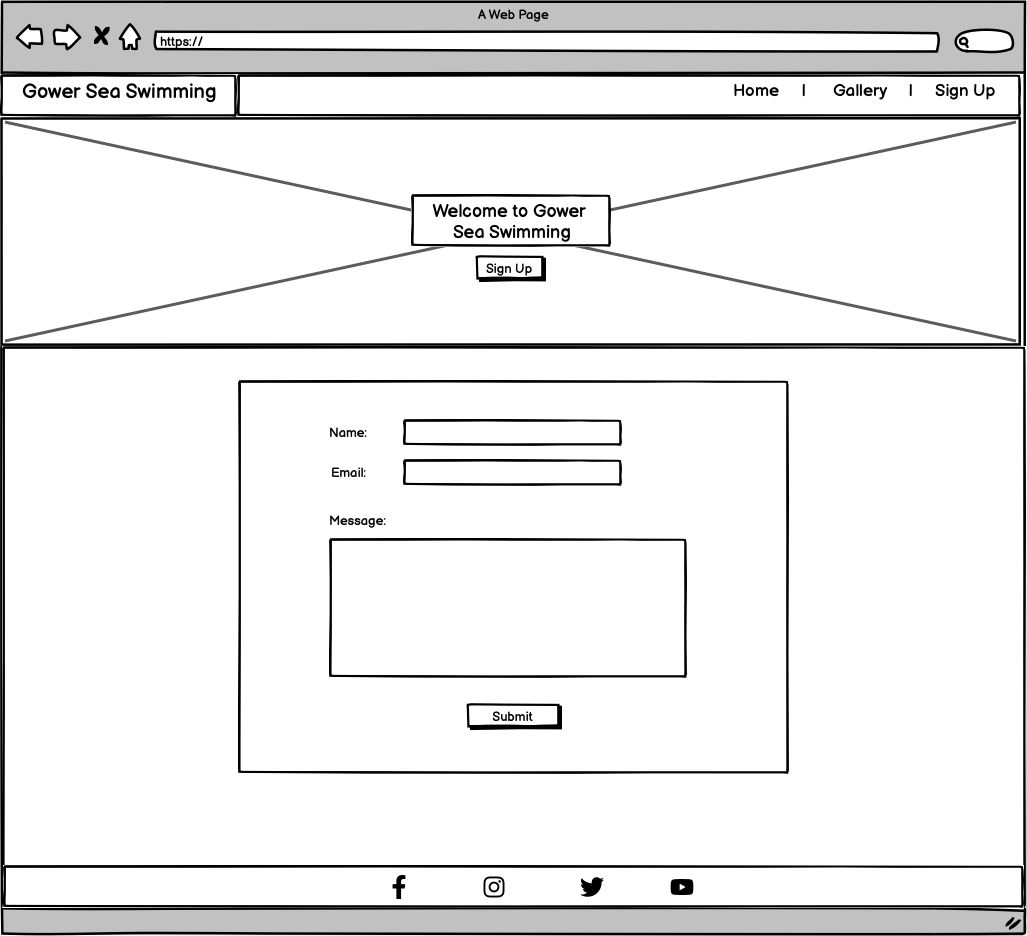 A Web Page
https://
Gower Sea Swimming
Home | Gallery | Sign Up
Welcome to Gower
Sea Swimming
Sign Up
Name:
Email:
Message:
Submit